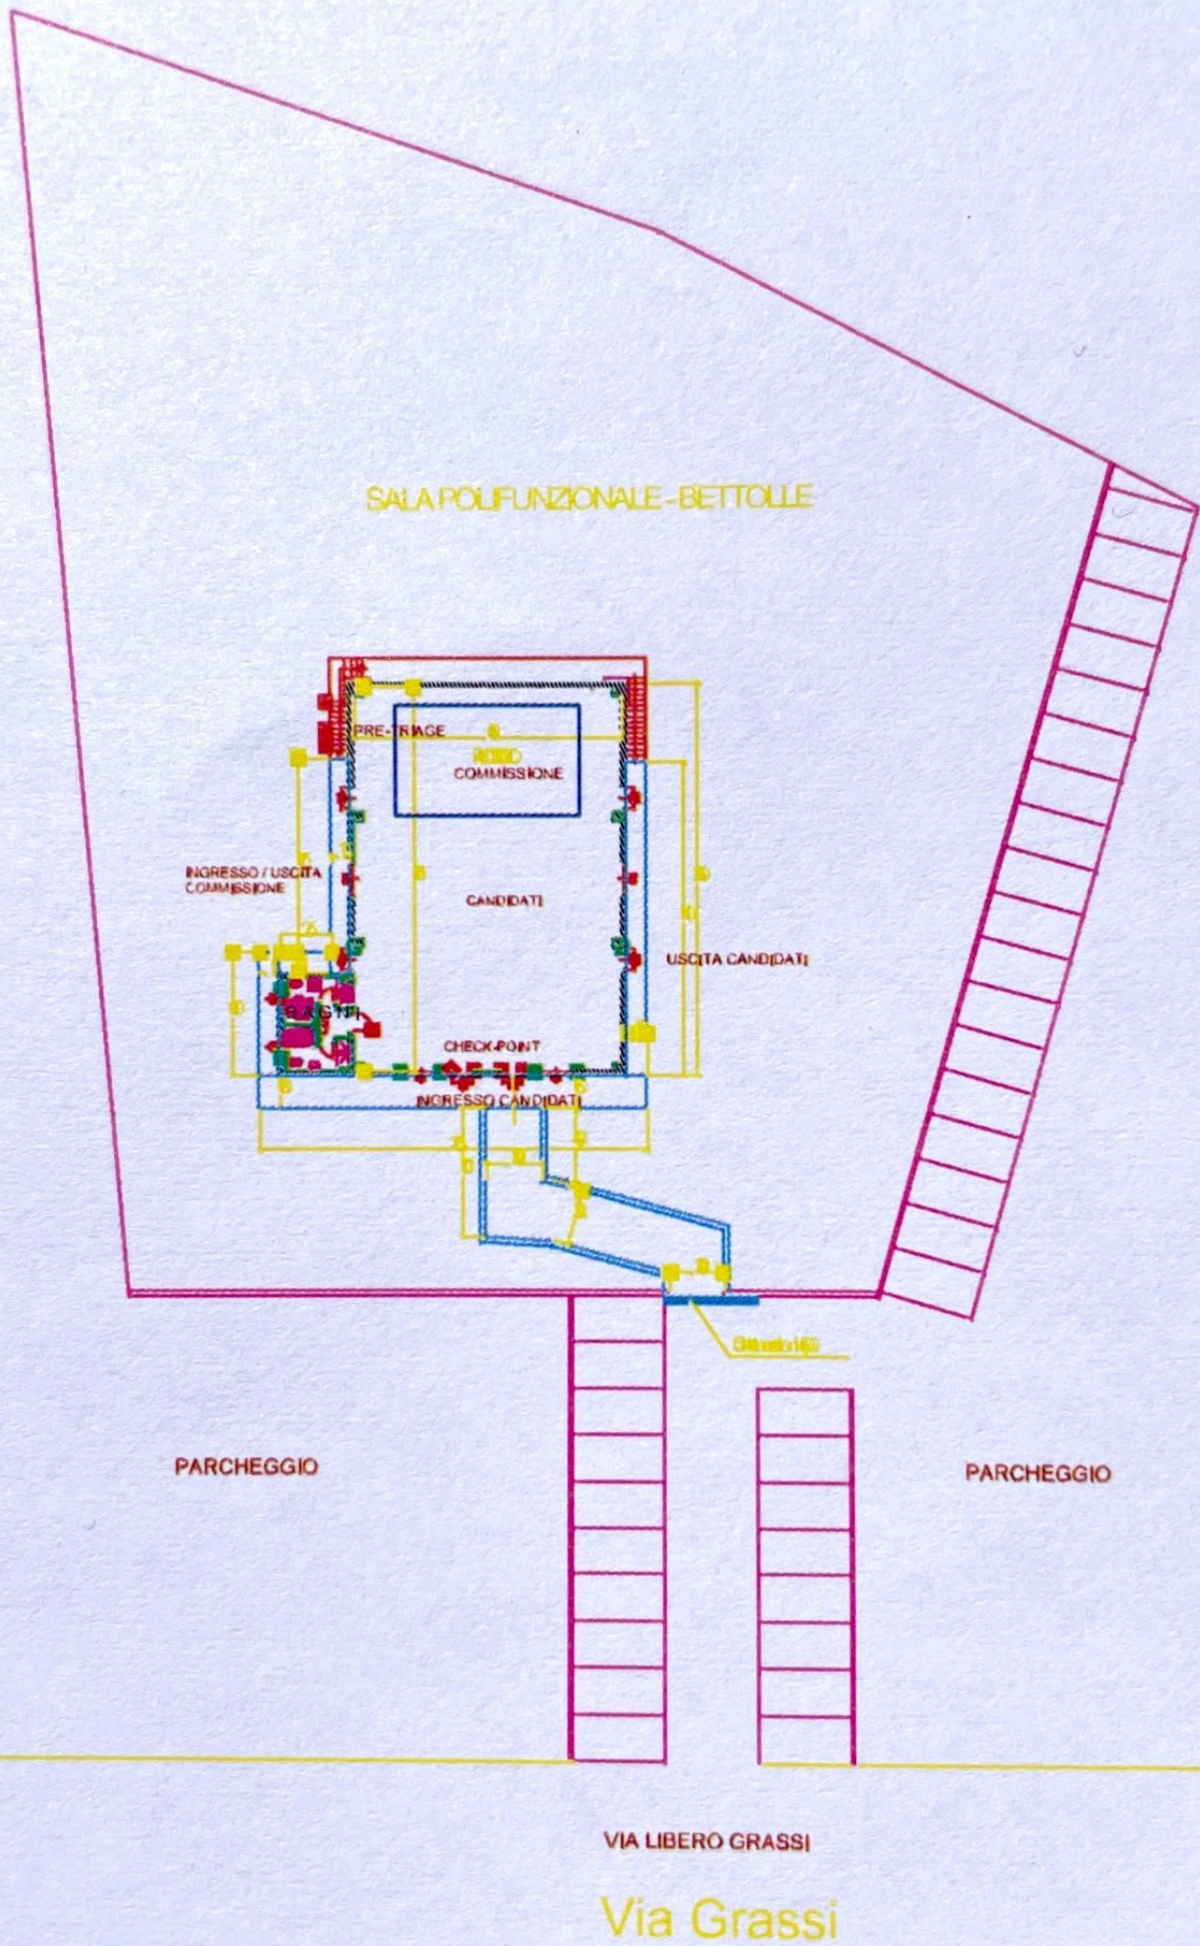 SALA POLIFUNZIONALE - BETTOLLE
PRE-TRIAGE
COMMISSIONE
INGRESSO / USCITA
COMMISSIONE
CANDIDATI
USCITA CANDIDATI
BAGNI
CHECK-POINT
INGRESSO CANDIDATI
PARCHEGGIO
PARCHEGGIO
VIA LIBERO GRASSI
Via Grassi